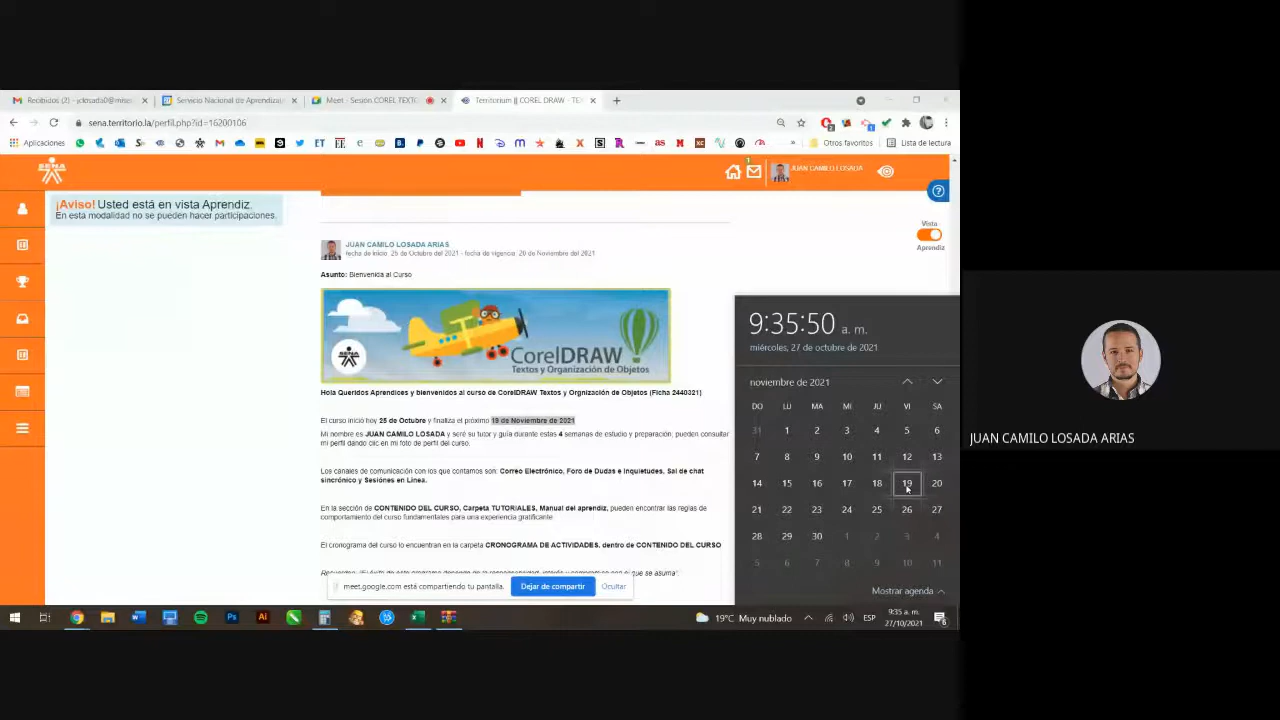 Recibidos (2) - jclosada0@mise
Servicio Nacional de Aprendizaje
Meet - Sesión COREL TEXTO
Territorium || COREL DRAW - TEX
sena.territorio.la/perfil.php?id=16200106
Aplicaciones
Otros favoritos
Lista de lectura
SENA
1
JUAN CAMILO LOSADA
¡Aviso! Usted está en vista Aprendiz.
En esta modalidad no se pueden hacer participaciones.
Vista
Aprendiz
JUAN CAMILO LOSADA ARIAS
fecha de inicio: 25 de Octubre del 2021 - fecha de vigencia: 20 de Noviembre del 2021
Asunto: Bienvenida al Curso
SENA
CorelDRAW
Textos y Organización de Objetos
Hola Queridos Aprendices y bienvenidos al curso de CorelDRAW Textos y Orgnización de Objetos (Ficha 2440321)
El curso inició hoy 25 de Octubre y finaliza el próximo 19 de Noviembre de 2021
Mi nombre es JUAN CAMILO LOSADA y seré su tutor y guía durante estas 4 semanas de estudio y preparación; pueden consultar
mi perfil dando clic en mi foto de perfil del curso.
Los canales de comunicación con los que contamos son: Correo Electrónico, Foro de Dudas e Inquietudes, Sal de chat
sincrónico y Sesiónes en Línea.
En la sección de CONTENIDO DEL CURSO, Carpeta TUTORIALES, Manual del aprendiz, pueden encontrar las reglas de
comportamiento del curso fundamentales para una experiencia gratificante
El cronograma del curso lo encuentran en la carpeta CRONOGRAMA DE ACTIVIDADES, dentro de CONTENIDO DEL CURSO
meet.google.com está compartiendo tu pantalla.
Dejar de compartir
Ocultar
9:35:50 a. m.
miércoles, 27 de octubre de 2021
noviembre de 2021
DO LU MA MI JU VI SA
31 1 2 3 4 5 6
7 8 9 10 11 12 13
14 15 16 17 18 19 20
21 22 23 24 25 26 27
28 29 30 1 2 3 4
5 6 7 8 9 10 11
Mostrar agenda
19°C Muy nublado
ESP
9:35 a. m.
27/10/2021
6
JUAN CAMILO LOSADA ARIAS